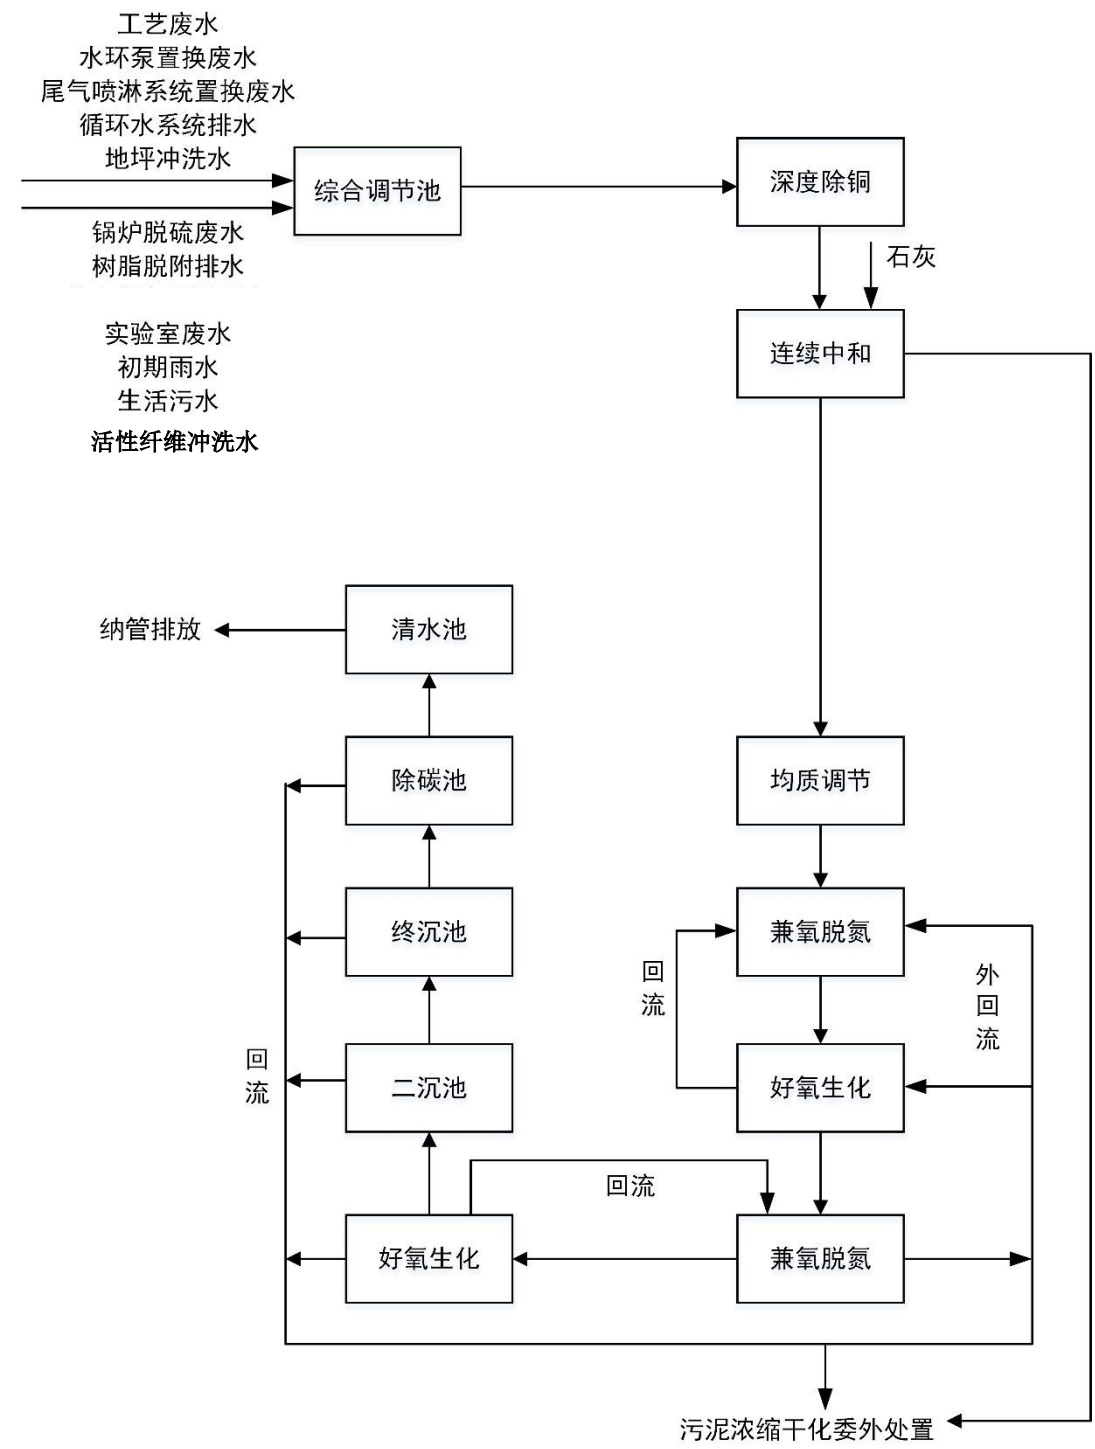 工艺废水
水环泵置换废水
尾气喷淋系统置换废水
循环水系统排水
地坪冲洗水
综合调节池
深度除铜
锅炉脱硫废水
树脂脱附排水
石灰
实验室废水
初期雨水
生活污水
活性纤维冲洗水
连续中和
纳管排放
清水池
除碳池
均质调节
终沉池
兼氧脱氮
回流
外回流
回流
二沉池
好氧生化
回流
好氧生化
兼氧脱氮
污泥浓缩干化委外处置